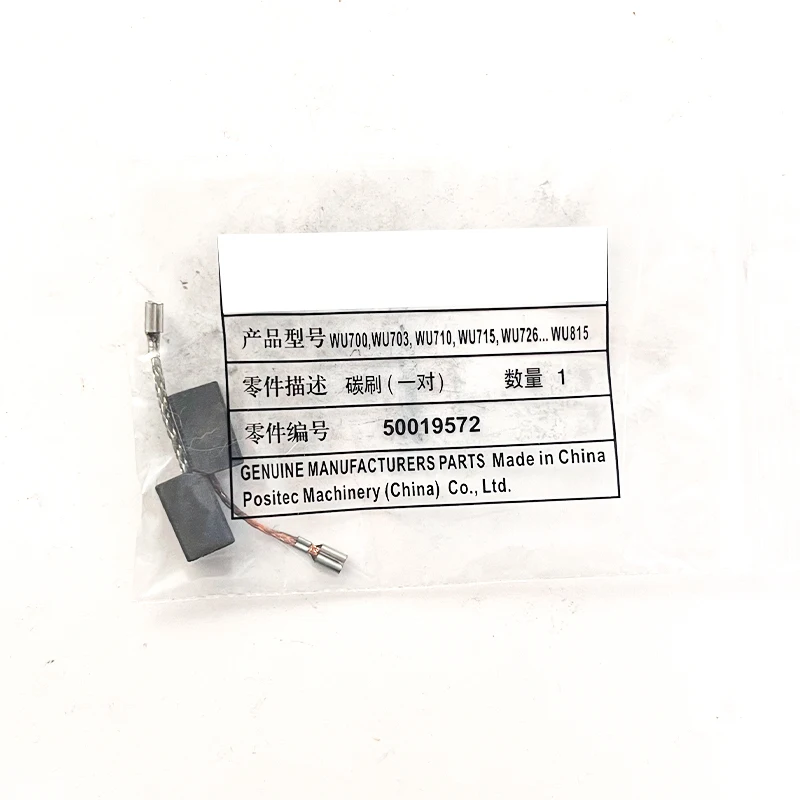 产品型号 WU700,WU703, WU710, WU715, WU726... WU815
零件描述 碳刷 (一对) 数量 1
零件编号 50019572
GENUINE MANUFACTURERS PARTS Made in China
Positec Machinery (China) Co., Ltd.